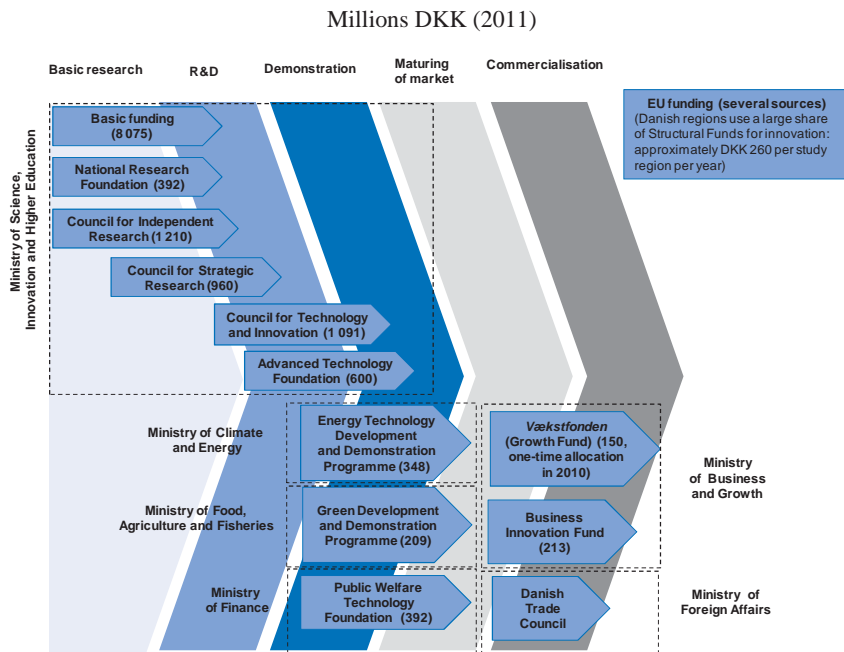 Millions DKK (2011)
Basic research
R&D
Demonstration
Maturing
of market
Commercialisation
EU funding (several sources)
(Danish regions use a large share
of Structural Funds for innovation:
approximately DKK 260 per study
region per year)
Ministry of Science,
Innovation and Higher Education
Basic funding
(8 075)
National Research
Foundation (392)
Council for Independent
Research (1 210)
Council for Strategic
Research (960)
Council for Technology
and Innovation (1 091)
Advanced Technology
Foundation (600)
Ministry of Climate
and Energy
Energy Technology
Development
and Demonstration
Programme (348)
Vækstfonden
(Growth Fund) (150,
one-time allocation
in 2010)
Ministry
of Business
and Growth
Ministry of Food,
Agriculture and Fisheries
Green Development
and Demonstration
Programme (209)
Business
Innovation Fund
(213)
Ministry
of Finance
Public Welfare
Technology
Foundation (392)
Danish
Trade
Council
Ministry of
Foreign Affairs